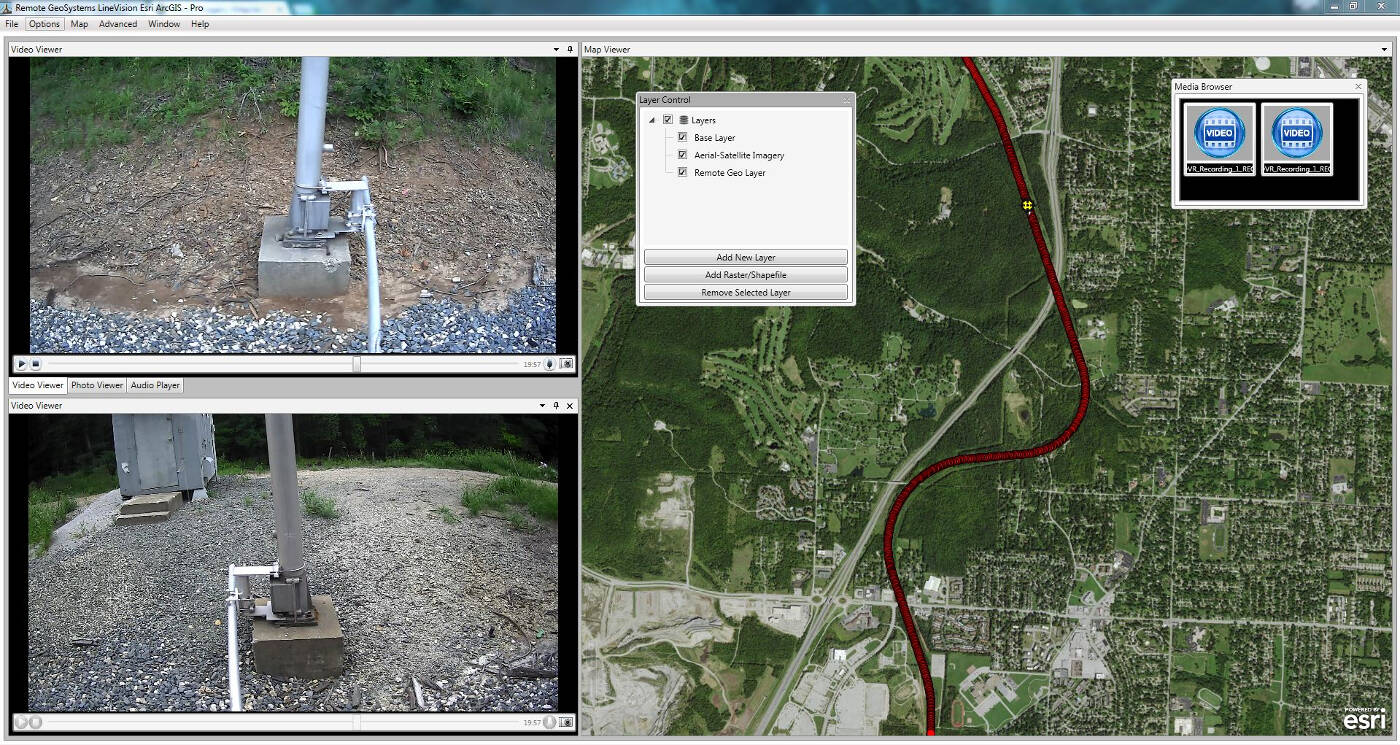 Remote GeoSystems LineVision Esri ArcGIS - Pro
File Options Map Advanced Window Help
Video Viewer
19:57
Video Viewer Photo Viewer Audio Player
Video Viewer
19:57
Map Viewer
Layer Control
Layers
Base Layer
Aerial-Satellite Imagery
Remote Geo Layer
Add New Layer
Add Raster/Shapefile
Remove Selected Layer
Media Browser
VIDEO VIDEO
VR_Recording_1_REC VR_Recording_1_REC
POWERED BY
esri